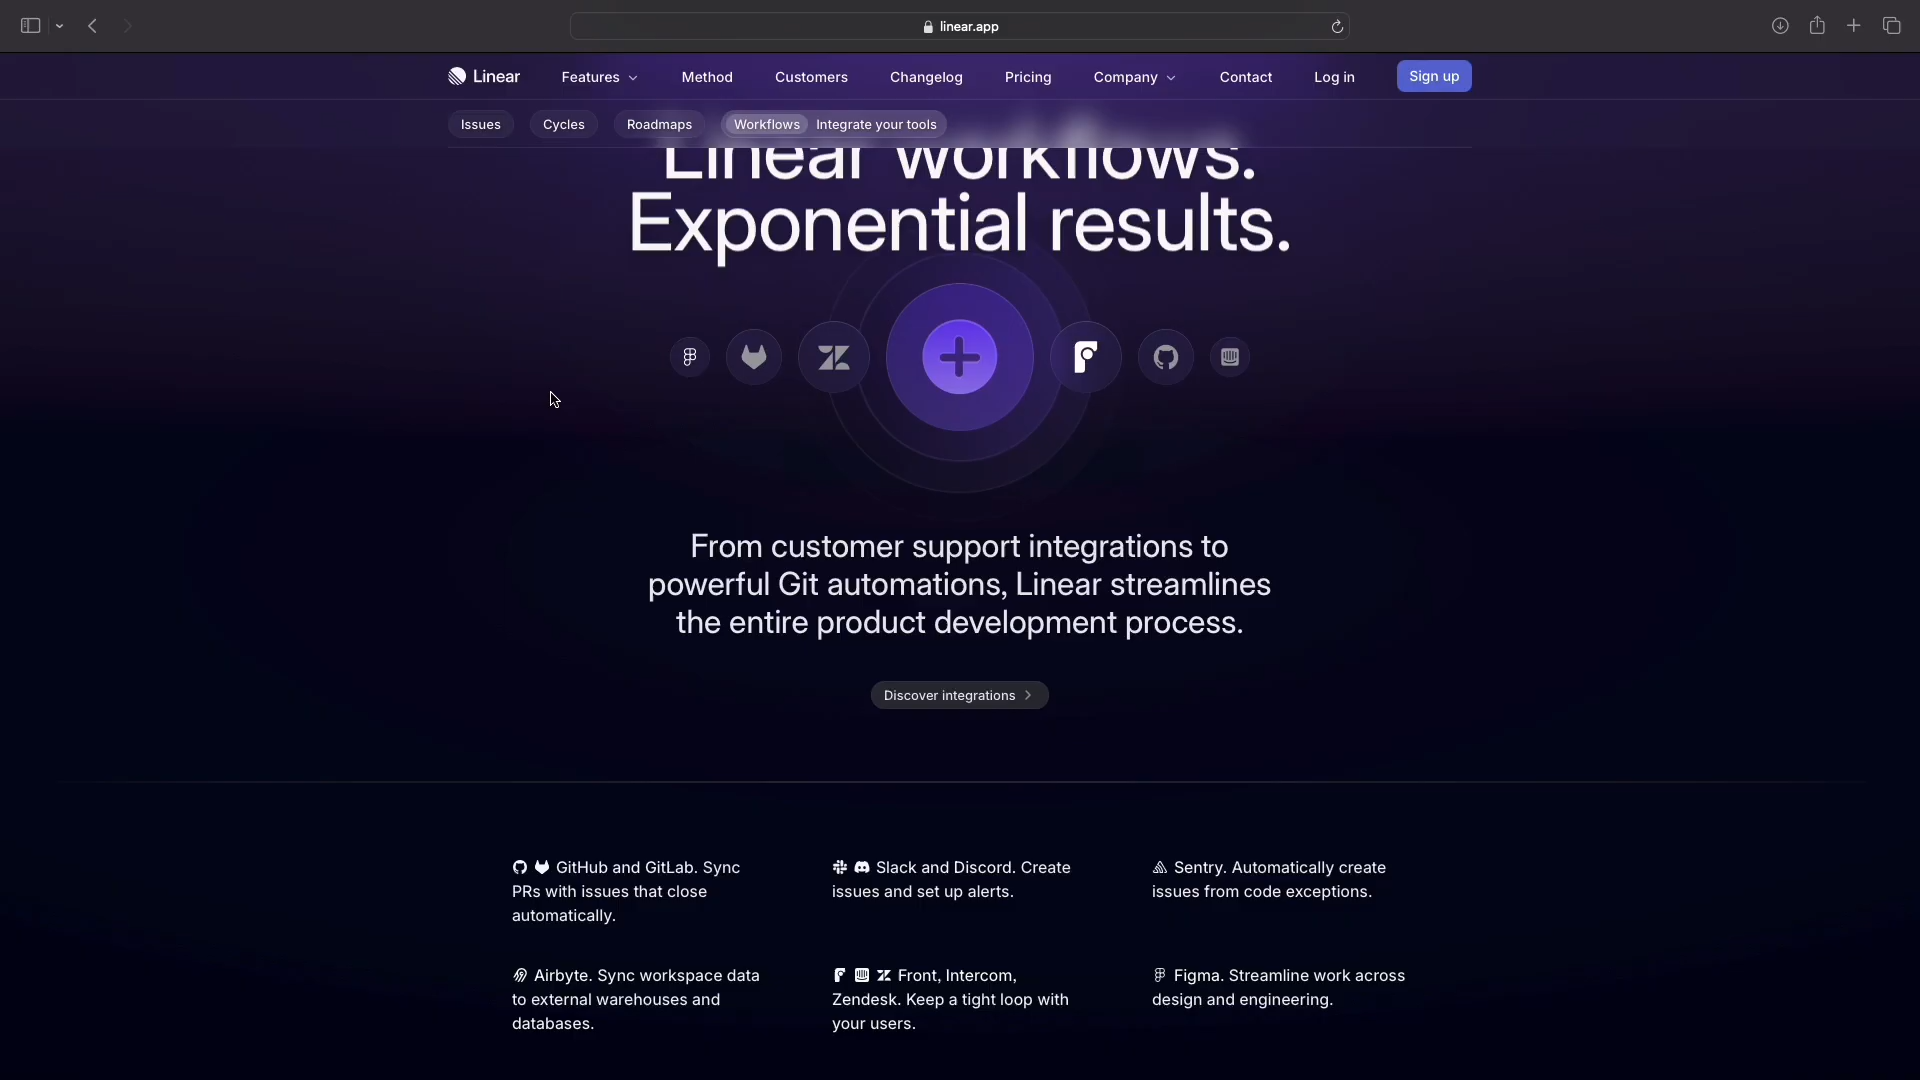 linear.app
Linear
Features
Method
Customers
Changelog
Pricing
Company
Contact
Log in
Sign up
Issues
Cycles
Roadmaps
Workflows
Integrate your tools
Linear workflows.
Exponential results.
From customer support integrations to
powerful Git automations, Linear streamlines
the entire product development process.
Discover integrations
GitHub and GitLab. Sync
PRs with issues that close
automatically.
Slack and Discord. Create
issues and set up alerts.
Sentry. Automatically create
issues from code exceptions.
Airbyte. Sync workspace data
to external warehouses and
databases.
Front, Intercom,
Zendesk. Keep a tight loop with
your users.
Figma. Streamline work across
design and engineering.